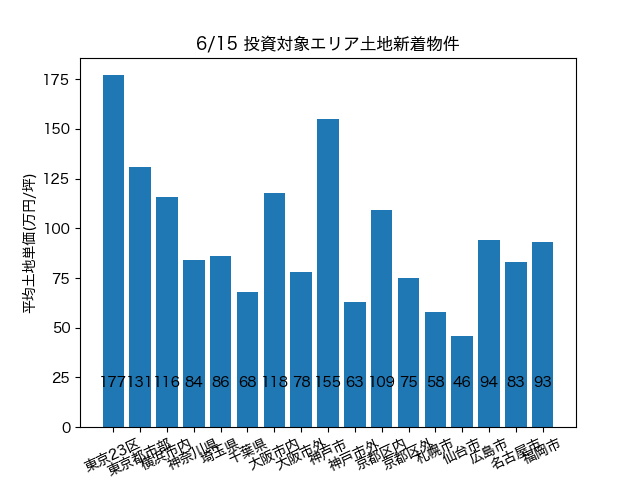 6/15 投資対象エリア土地新着物件
平均土地単価(万円/坪)
175
150
125
100
75
50
25
0
177 131 116 84 86 68 118 78 155 63 109 75 58 46 94 83 93
東京23区 東京都市部 横浜市内 神奈川県 埼玉県 千葉県 大阪市内 大阪市外 神戸市 神戸市外 京都区内 京都区外 札幌市 仙台市 広島市 名古屋市 福岡市